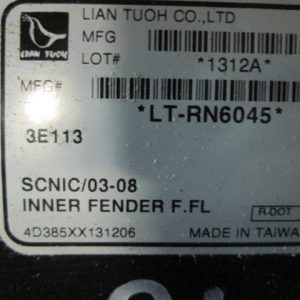 LIAN TUOH CO.,LTD
LIAN TUOH
MFG
LOT#
*1312A*
MFG#
*LT-RN6045*
3E113
SCNIC/03-08
INNER FENDER F.FL
R-DOT
4D385XX131206
MADE IN TAIWA